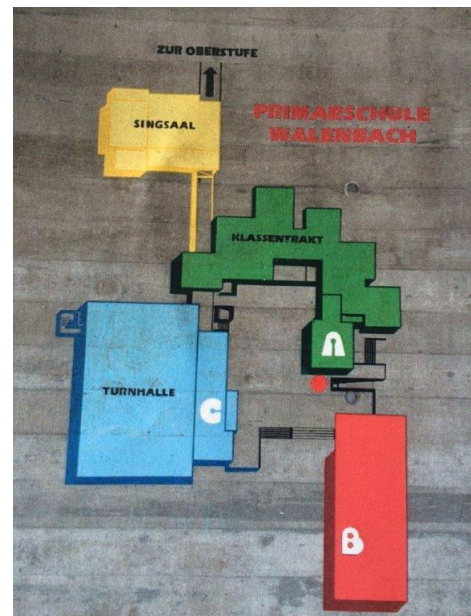 ZUR OBERSTUFE
SINGSAAL
PRIMARSCHULE
WALENBACH
KLASSENTRAKT
A
TURNHALLE
C
B